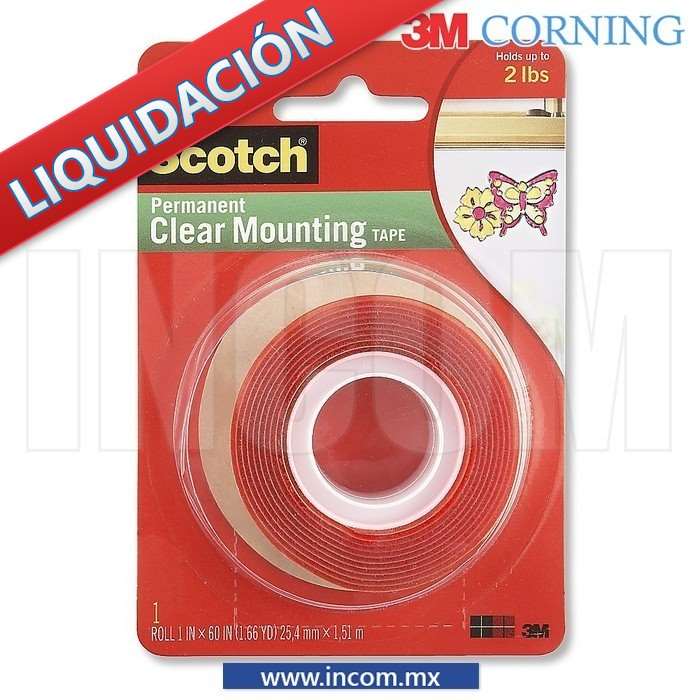 LIQUIDACIÓN
3M CORNING
Holds up to
2 lbs
Scotch®
Permanent
Clear Mounting TAPE
INCOM
1
ROLL 1 IN × 60 IN (1.66 YD) 25,4 mm × 1,51 m
3M
www.incom.mx